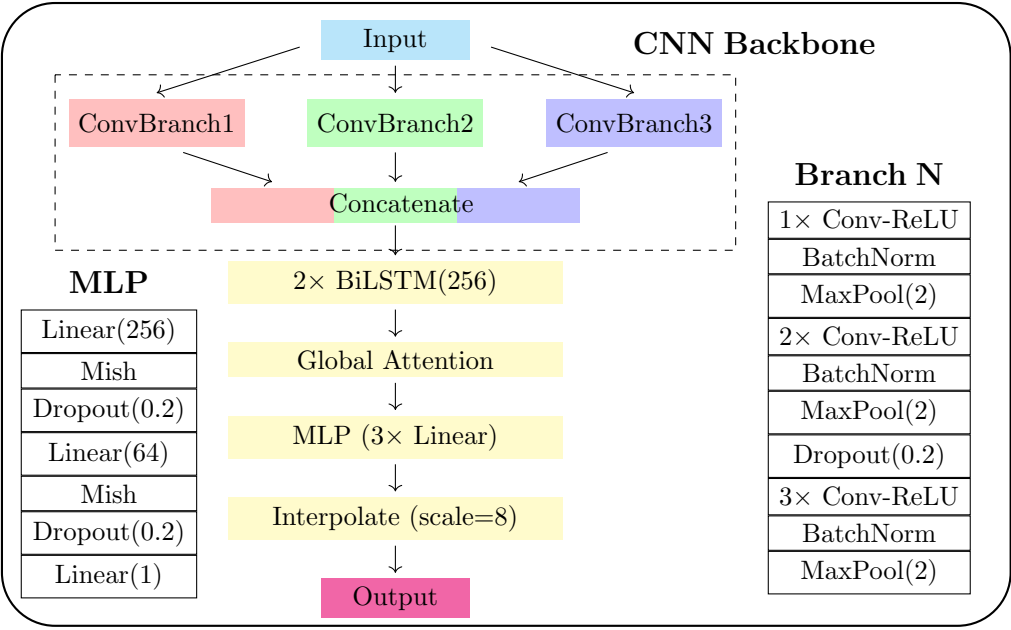 Input
CNN Backbone
ConvBranch1
ConvBranch2
ConvBranch3
Concatenate
2× BiLSTM(256)
Global Attention
MLP (3× Linear)
Interpolate (scale=8)
Output
MLP
Linear(256)
Mish
Dropout(0.2)
Linear(64)
Mish
Dropout(0.2)
Linear(1)
Branch N
1× Conv-ReLU
BatchNorm
MaxPool(2)
2× Conv-ReLU
BatchNorm
MaxPool(2)
Dropout(0.2)
3× Conv-ReLU
BatchNorm
MaxPool(2)